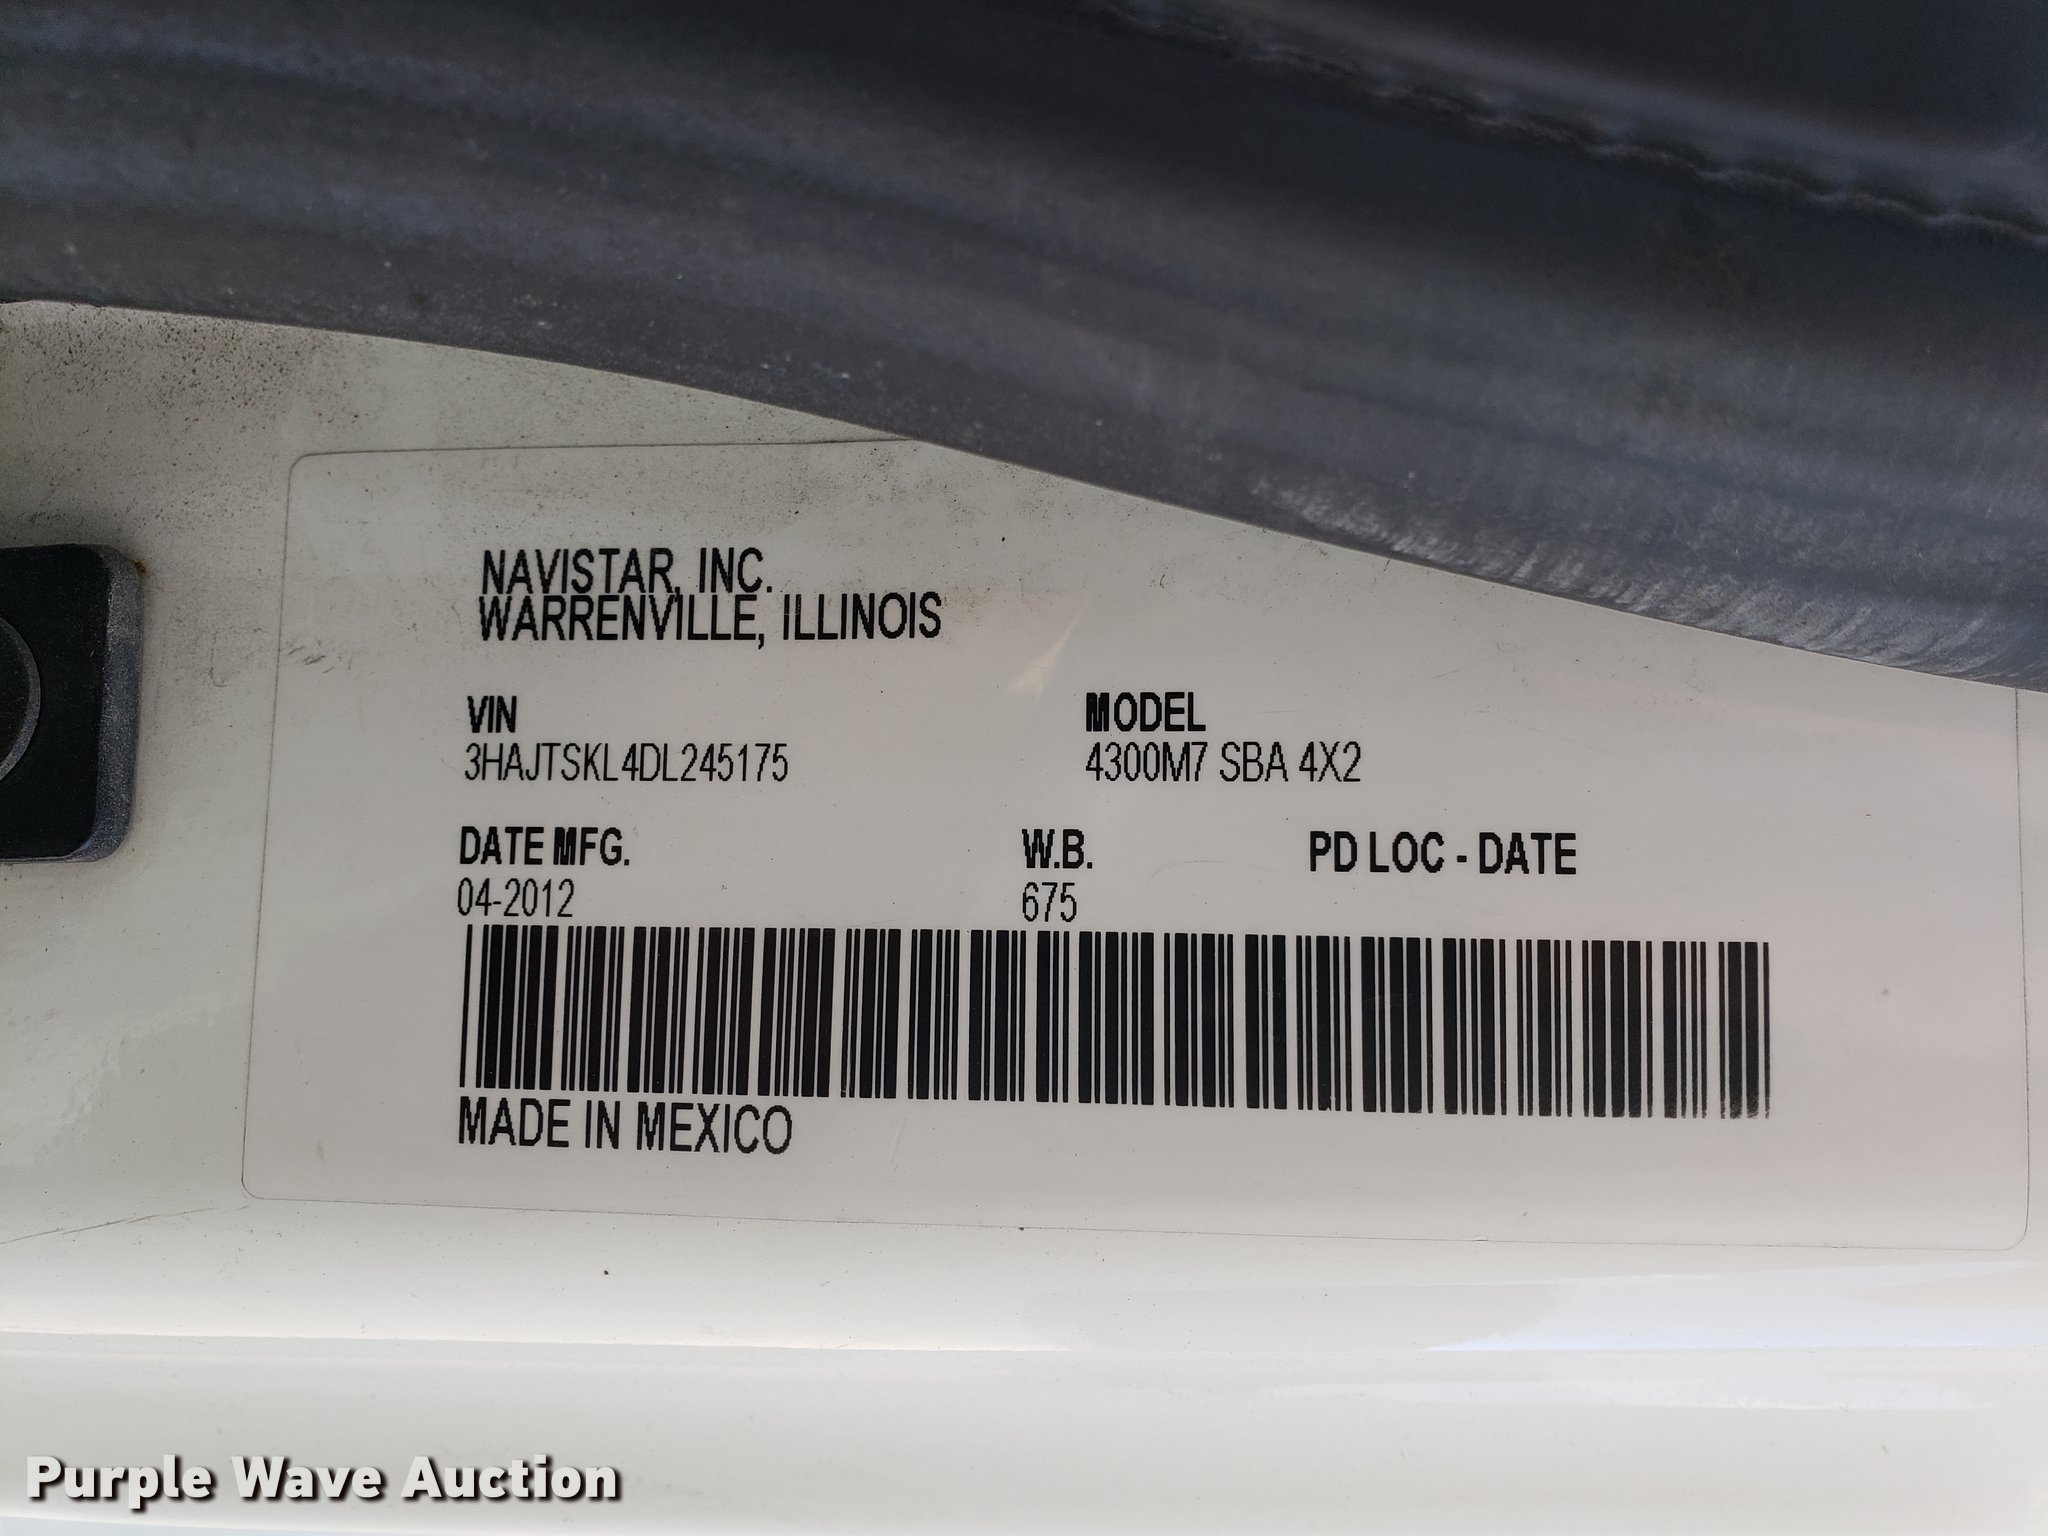 NAVISTAR, INC.
WARRENVILLE, ILLINOIS
VIN MODEL
3HAJTSKL4DL245175 4300M7 SBA 4X2
DATE MFG. W.B. PD LOC - DATE
04-2012 675
MADE IN MEXICO
Purple Wave Auction